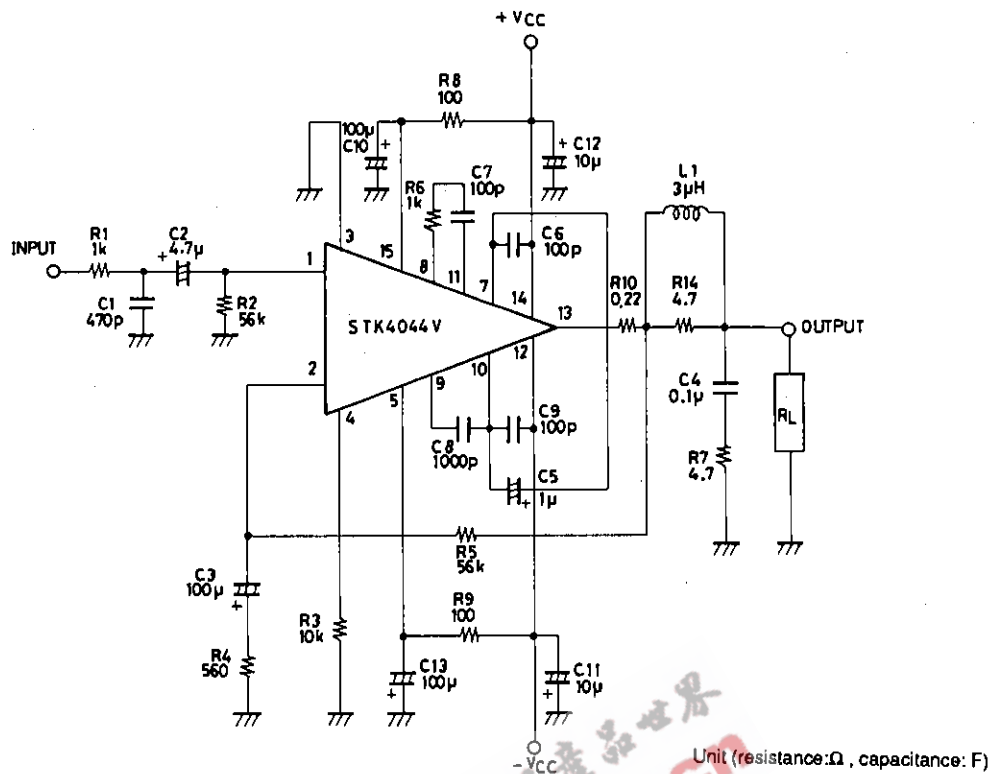 + VCC
R8
100
100μ
C10
+
+
C12
10μ
L1
3μH
C7
100p
R6
1k
C6
100p
INPUT
R1
1k
C2
4.7μ
+
3
15
8
11
7
14
1
C1
470p
R2
56k
STK4044V
13
R10
0.22
R14
4.7
OUTPUT
2
4
5
9
10
12
C4
0.1μ
RL
C8
1000p
C9
100p
R7
4.7
C5
1μ
+
R5
56k
C3
100μ
+
R3
10k
R9
100
R4
560
C13
100μ
+
C11
10μ
+
- VCC
Unit (resistance:Ω , capacitance: F)